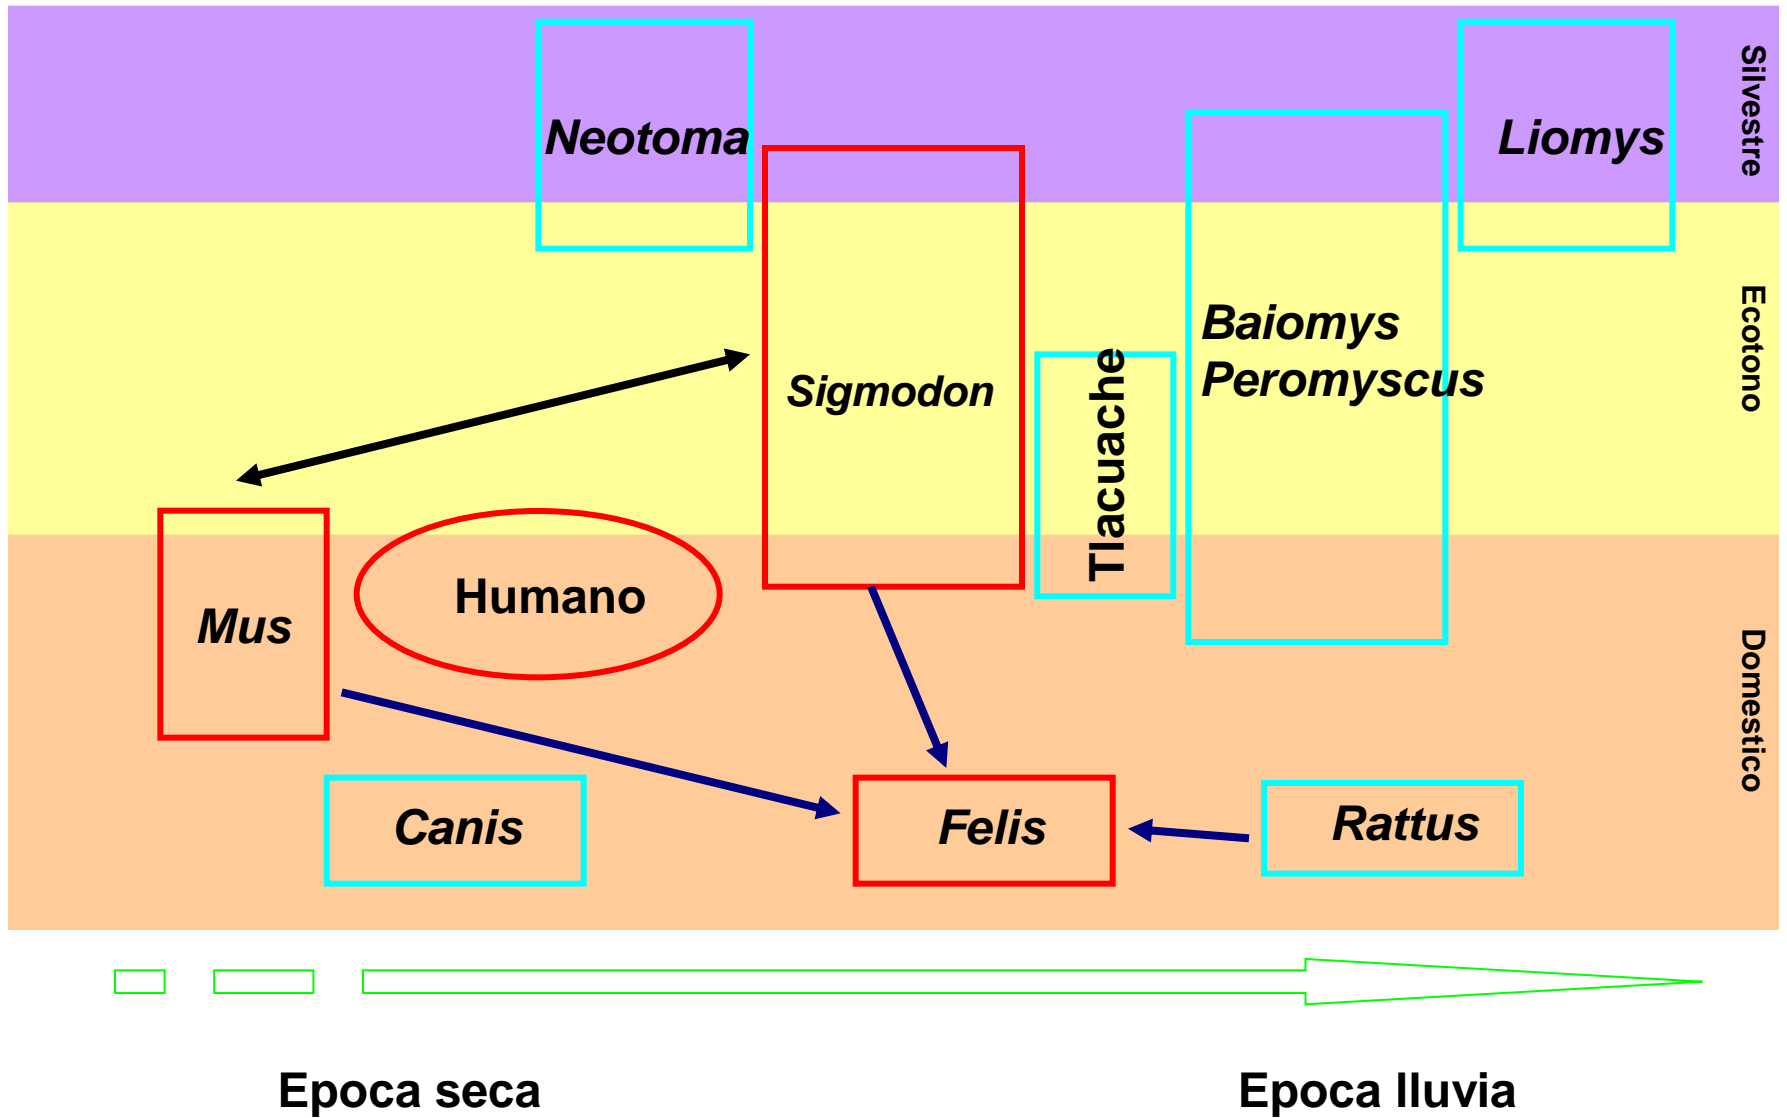 Silvestre
Neotoma
Liomys
Ecotono
Baiomys
Peromyscus
Sigmodon
Tlacuache
Humano
Mus
Domestico
Canis
Felis
Rattus
Epoca seca
Epoca lluvia